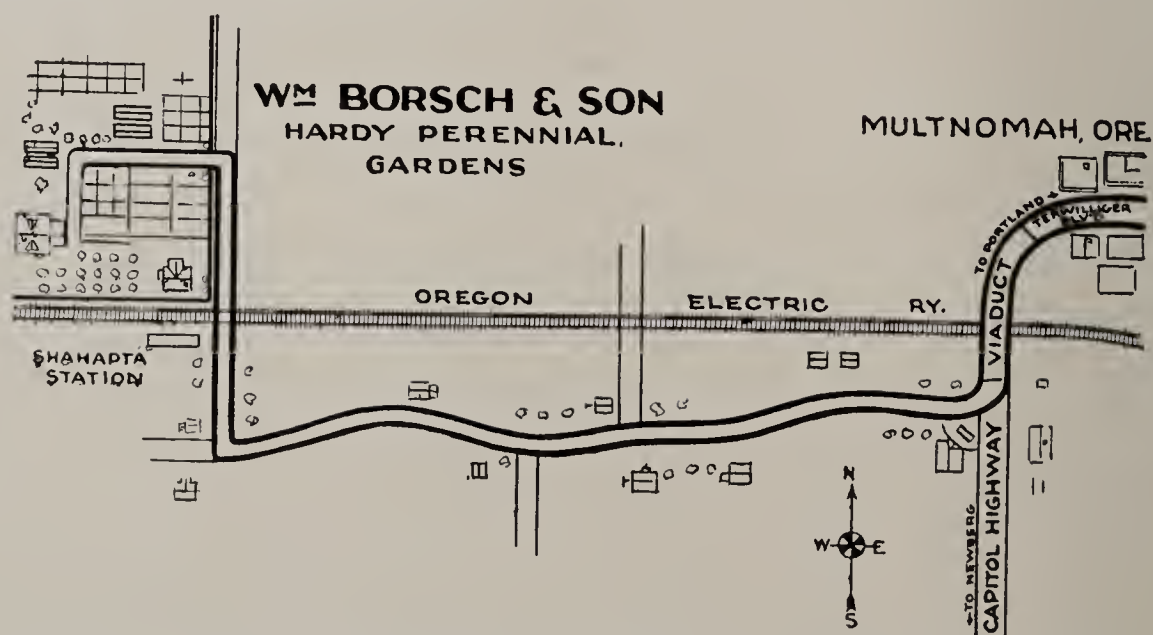 WM BORSCH & SON
HARDY PERENNIAL,
GARDENS
MULTNOMAH, ORE
TO PORTLAND +
TERWILLIGER
BLVD.
VIADUCT
OREGON ELECTRIC RY.
SHAHAPTA
STATION
CAPITOL HIGHWAY
←TO NEWBERG
N
W E
S